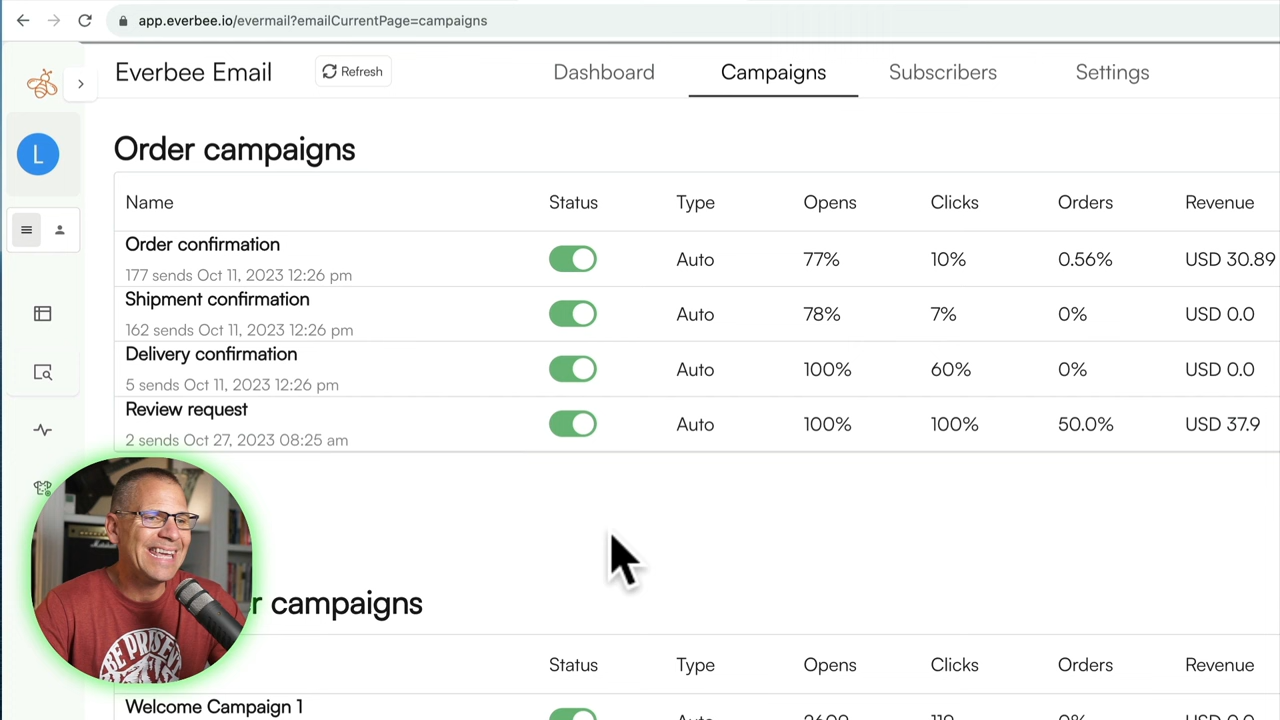 app.everbee.io/evermail?emailCurrentPage=campaigns
Everbee Email Refresh Dashboard Campaigns Subscribers Settings
L
Order campaigns
Name Status Type Opens Clicks Orders Revenue
Order confirmation
177 sends Oct 11, 2023 12:26 pm
Auto 77% 10% 0.56% USD 30.89
Shipment confirmation
162 sends Oct 11, 2023 12:26 pm
Auto 78% 7% 0% USD 0.0
Delivery confirmation
5 sends Oct 11, 2023 12:26 pm
Auto 100% 60% 0% USD 0.0
Review request
2 sends Oct 27, 2023 08:25 am
Auto 100% 100% 50.0% USD 37.9
r campaigns
Status Type Opens Clicks Orders Revenue
Welcome Campaign 1